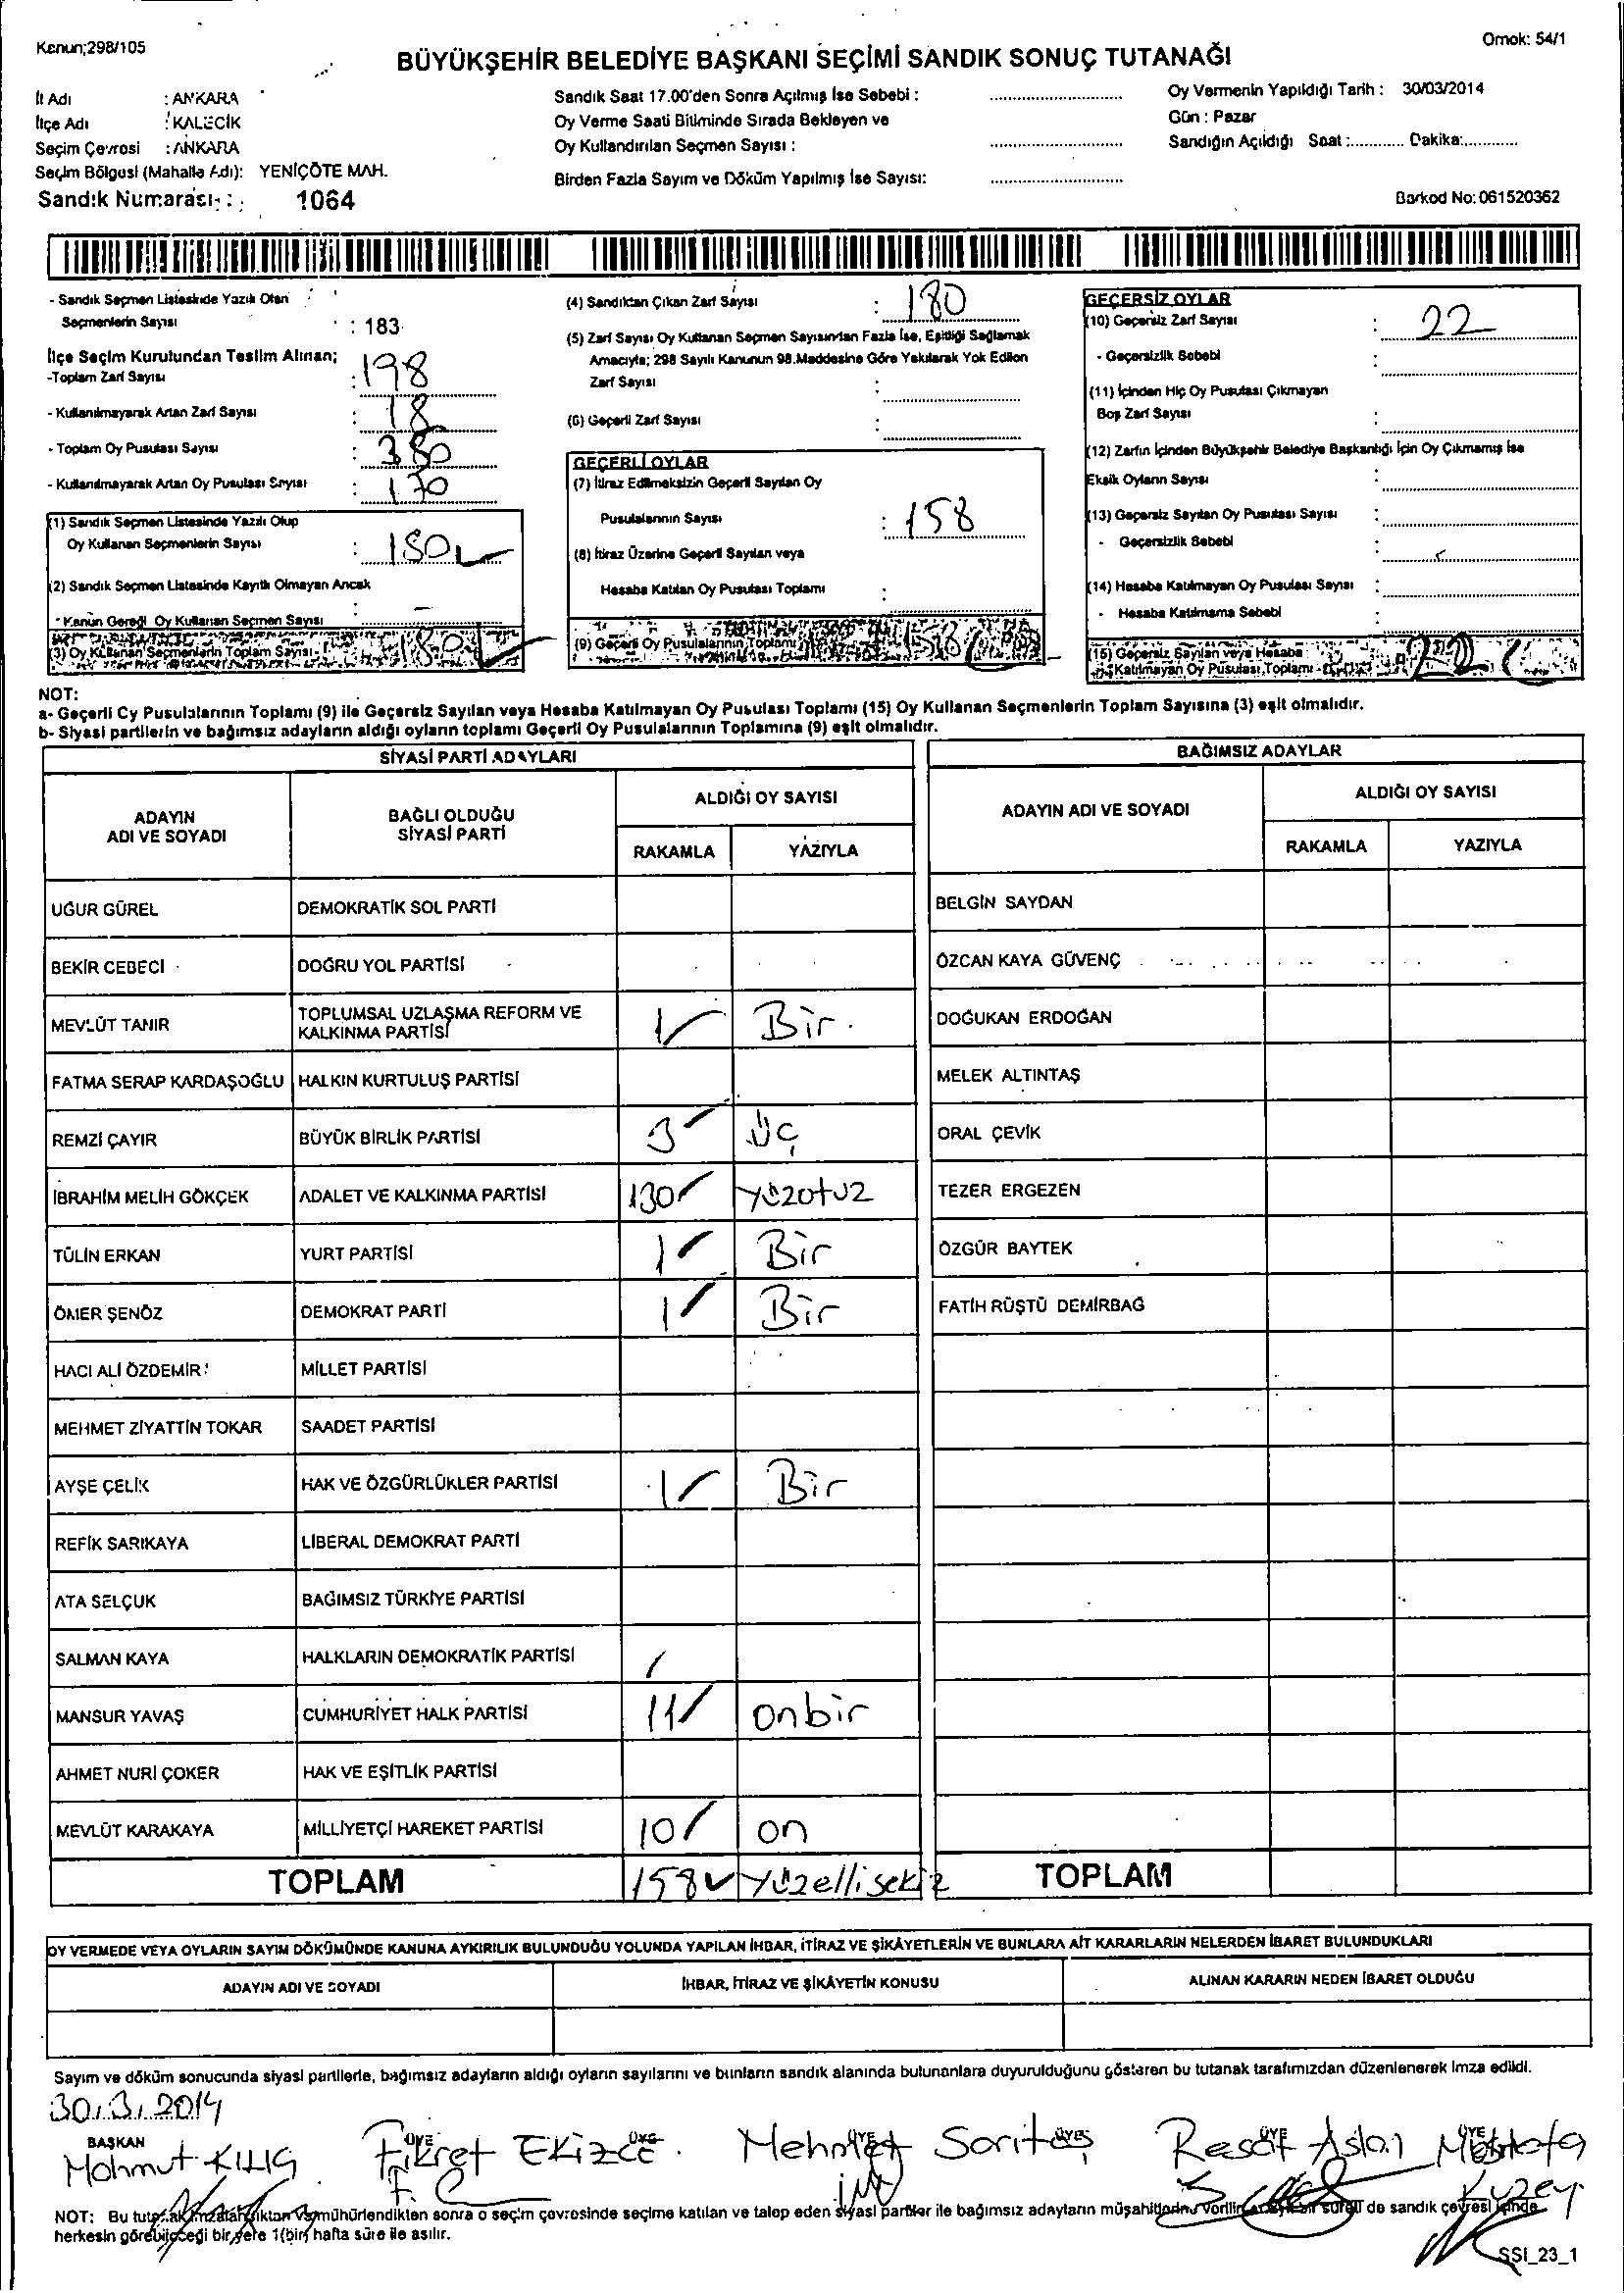 Kanun;298/105
Örnek: 54/1
BÜYÜKŞEHİR BELEDİYE BAŞKANI SEÇİMİ SANDIK SONUÇ TUTANAĞI
İl Adı : ANKARA
İlçe Adı : KALECİK
Seçim Çevresi : ANKARA
Seçim Bölgesi (Mahalle Adı): YENİÇÖTE MAH.
Sandık Numarası : 1064
Sandık Saat 17.00'den Sonra Açılmış İse Sebebi :
Oy Verme Saati Bitiminde Sırada Bekleyen ve
Oy Kullandırılan Seçmen Sayısı :
Birden Fazla Sayım ve Döküm Yapılmış İse Sayısı:
Oy Vermenin Yapıldığı Tarih : 30/03/2014
Gün : Pazar
Sandığın Açıldığı Saat :............ Dakika:............
Barkod No: 061520362
- Sandık Seçmen Listesinde Yazılı Olan
Seçmenlerin Sayısı : 183
İlçe Seçim Kurulundan Teslim Alınan;
-Toplam Zarf Sayısı : 198
- Kullanılmayarak Artan Zarf Sayısı : 18
- Toplam Oy Pusulası Sayısı : 350
- Kullanılmayarak Artan Oy Pusulası Sayısı : 170
(1) Sandık Seçmen Listesinde Yazılı Olup
Oy Kullanan Seçmenlerin Sayısı : 180
(2) Sandık Seçmen Listesinde Kayıtlı Olmayan Ancak
- Kanun Gereği Oy Kullanan Seçmen Sayısı : -
(3) Oy Kullanan Seçmenlerin Toplam Sayısı 180
(4) Sandıktan Çıkan Zarf Sayısı : 180
(5) Zarf Sayısı Oy Kullanan Seçmen Sayısından Fazla İse, Eşitliği Sağlamak
Amacıyla; 298 Sayılı Kanunun 98.Maddesine Göre Yakılarak Yok Edilen
Zarf Sayısı :
(6) Geçerli Zarf Sayısı :
GEÇERLİ OYLAR
(7) İtiraz Edilmeksizin Geçerli Sayılan Oy
Pusulalarının Sayısı : 158
(8) İtiraz Üzerine Geçerli Sayılan veya
Hesaba Katılan Oy Pusulası Toplamı :
(9) Geçerli Oy Pusulalarının Toplamı 158
GEÇERSİZ OYLAR
(10) Geçersiz Zarf Sayısı : 22
- Geçersizlik Sebebi :
(11) İçinden Hiç Oy Pusulası Çıkmayan
Boş Zarf Sayısı :
(12) Zarfın İçinden Büyükşehir Belediye Başkanlığı İçin Oy Çıkmamış İse
Eksik Oyların Sayısı :
(13) Geçersiz Sayılan Oy Pusulası Sayısı :
- Geçersizlik Sebebi :
(14) Hesaba Katılmayan Oy Pusulası Sayısı :
- Hesaba Katılmama Sebebi :
(15) Geçersiz Sayılan veya Hesaba
Katılmayan Oy Pusulası Toplamı 22
NOT:
a- Geçerli Oy Pusulalarının Toplamı (9) ile Geçersiz Sayılan veya Hesaba Katılmayan Oy Pusulası Toplamı (15) Oy Kullanan Seçmenlerin Toplam Sayısına (3) eşit olmalıdır.
b- Siyasi partilerin ve bağımsız adayların aldığı oyların toplamı Geçerli Oy Pusulalarının Toplamına (9) eşit olmalıdır.
SİYASİ PARTİ ADAYLARI
ADAYIN ADI VE SOYADI BAĞLI OLDUĞU SİYASİ PARTİ ALDIĞI OY SAYISI
RAKAMLA YAZIYLA
UĞUR GÜREL DEMOKRATİK SOL PARTİ
BEKİR CEBECİ DOĞRU YOL PARTİSİ
MEVLÜT TANIR TOPLUMSAL UZLAŞMA REFORM VE KALKINMA PARTİSİ 1 Bir.
FATMA SERAP KARDAŞOĞLU HALKIN KURTULUŞ PARTİSİ
REMZİ ÇAYIR BÜYÜK BİRLİK PARTİSİ 3 üç
İBRAHİM MELİH GÖKÇEK ADALET VE KALKINMA PARTİSİ 130 yüzotuz
TÜLİN ERKAN YURT PARTİSİ 1 Bir
ÖMER ŞENÖZ DEMOKRAT PARTİ 1 Bir
HACI ALİ ÖZDEMİR MİLLET PARTİSİ
MEHMET ZİYATTİN TOKAR SAADET PARTİSİ
AYŞE ÇELİK HAK VE ÖZGÜRLÜKLER PARTİSİ 1 Bir
REFİK SARIKAYA LİBERAL DEMOKRAT PARTİ
ATA SELÇUK BAĞIMSIZ TÜRKİYE PARTİSİ
SALMAN KAYA HALKLARIN DEMOKRATİK PARTİSİ
MANSUR YAVAŞ CUMHURİYET HALK PARTİSİ 11 onbir
AHMET NURİ ÇOKER HAK VE EŞİTLİK PARTİSİ
MEVLÜT KARAKAYA MİLLİYETÇİ HAREKET PARTİSİ 10 on
TOPLAM 158 yüzellisekiz
BAĞIMSIZ ADAYLAR
ADAYIN ADI VE SOYADI ALDIĞI OY SAYISI
RAKAMLA YAZIYLA
BELGİN SAYDAN
ÖZCAN KAYA GÜVENÇ
DOĞUKAN ERDOĞAN
MELEK ALTINTAŞ
ORAL ÇEVİK
TEZER ERGEZEN
ÖZGÜR BAYTEK
FATİH RÜŞTÜ DEMİRBAĞ
TOPLAM
OY VERMEDE VEYA OYLARIN SAYIM DÖKÜMÜNDE KANUNA AYKIRILIK BULUNDUĞU YOLUNDA YAPILAN İHBAR, İTİRAZ VE ŞİKÂYETLERİN VE BUNLARA AİT KARARLARIN NELERDEN İBARET BULUNDUKLARI
ADAYIN ADI VE SOYADI İHBAR, İTİRAZ VE ŞİKÂYETİN KONUSU ALINAN KARARIN NEDEN İBARET OLDUĞU
Sayım ve döküm sonucunda siyasi partilerle, bağımsız adayların aldığı oyların sayılarını ve bunların sandık alanında bulunanlara duyurulduğunu gösteren bu tutanak tarafımızdan düzenlenerek imza edildi.
30.3.2014
BAŞKAN ÜYE ÜYE ÜYE ÜYE ÜYE ÜYE
Mahmut KILIÇ Fikret EKİZCE. Mehmet Sarıtaş Reşat Aslan Mustafa Kuzey
NOT: Bu tutanak imzalandıktan ve mühürlendikten sonra o seçim çevresinde seçime katılan ve talep eden siyasi partiler ile bağımsız adayların müşahitlerine verilir de sandık çevresi içinde
herkesin görebileceği bir yere 1(bir) hafta süre ile asılır.
SSI_23_1